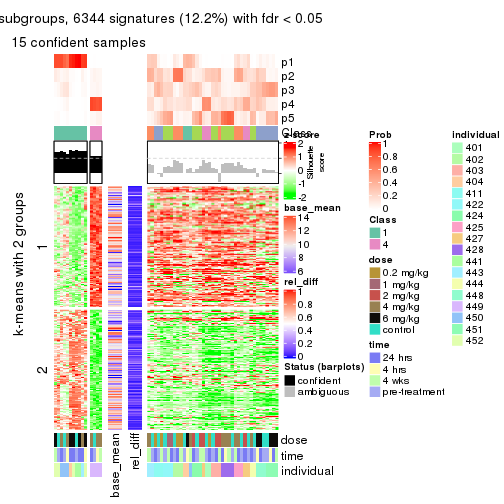 subgroups, 6344 signatures (12.2%) with fdr < 0.05
15 confident samples
p1
p2
p3
p4
p5
Class
Silhouette
score
k-means with 2 groups
1
2
base_mean
rel_diff
dose
time
individual
z-score
2
1
0
-1
-2
base_mean
14
12
10
8
6
rel_diff
1
0.8
0.6
0.4
0.2
0
Status (barplots)
confident
ambiguous
Prob
1
0.8
0.6
0.4
0.2
0
Class
1
4
dose
0.2 mg/kg
1 mg/kg
2 mg/kg
4 mg/kg
6 mg/kg
control
time
24 hrs
4 hrs
4 wks
pre-treatment
individual
401
402
403
404
411
422
424
425
427
428
441
443
444
448
449
450
451
452